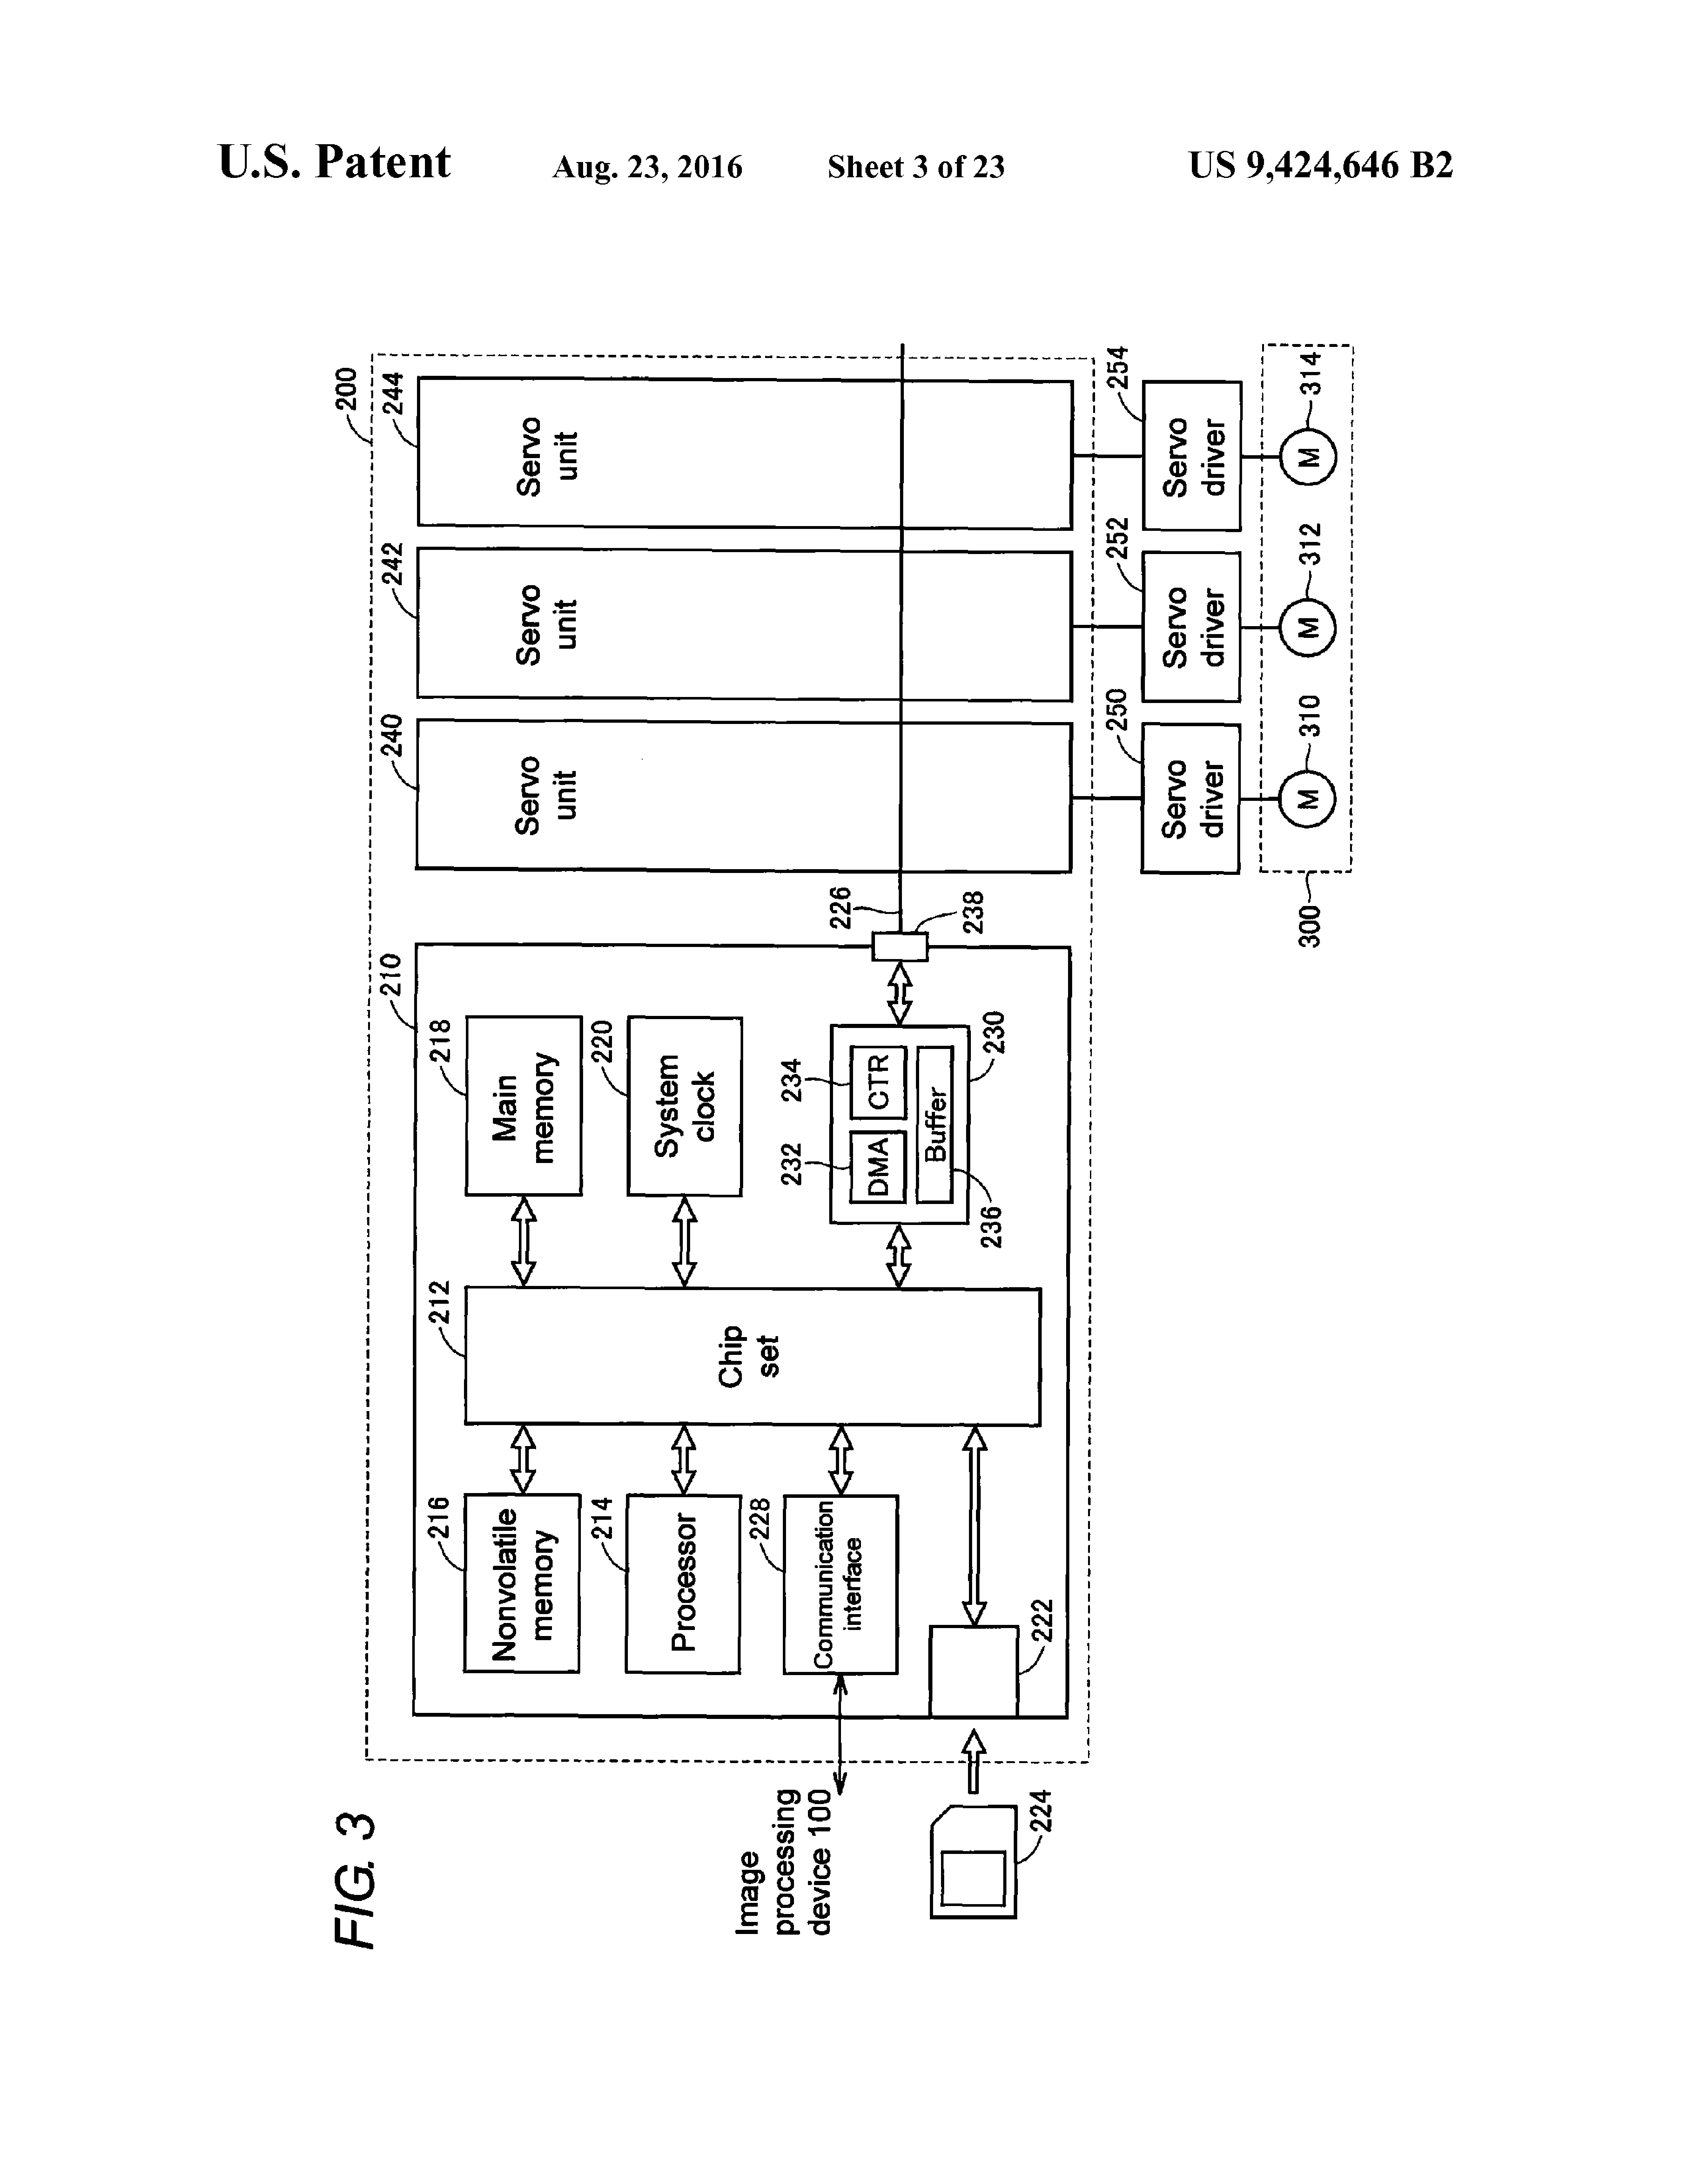 U.S. Patent Aug. 23, 2016 Sheet 3 of 23 US 9,424,646 B2
FIG. 3
200
210
216
Nonvolatile
memory
212
218
Main
memory
240
Servo
unit
242
Servo
unit
244
Servo
unit
214
Processor
Chip
set
220
System
clock
Image
processing
device 100
228
Communication
interface
232
DMA
234
CTR
Buffer
236
230
226
238
222
224
250
Servo
driver
252
Servo
driver
254
Servo
driver
300
M
310
M
312
M
314